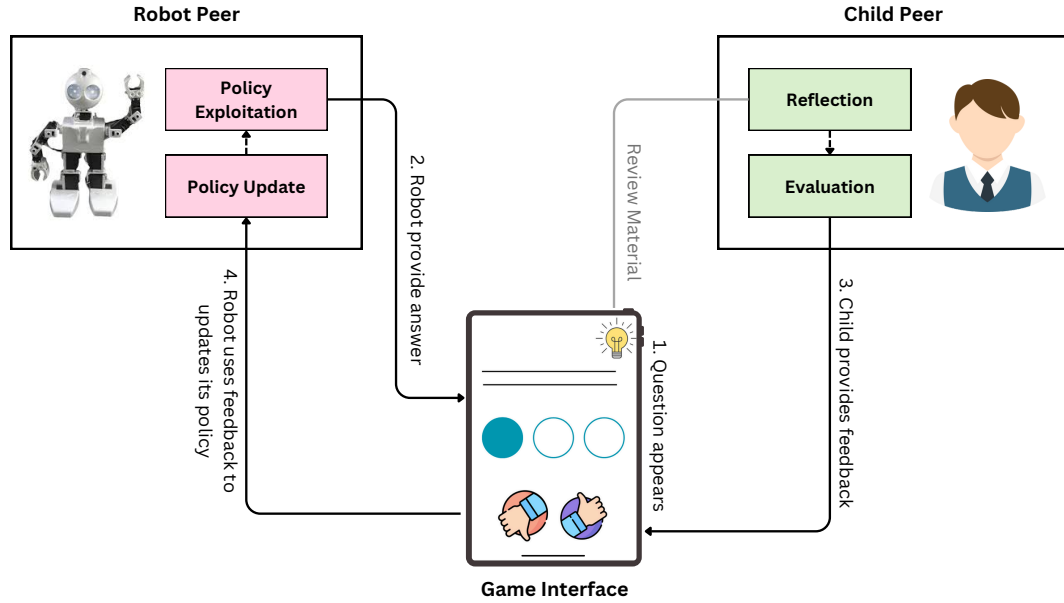 Robot Peer
Child Peer
Policy
Exploitation
Policy Update
Reflection
Evaluation
Review Material
2. Robot provide answer
1. Question appears
3. Child provides feedback
4. Robot uses feedback to
updates its policy
Game Interface